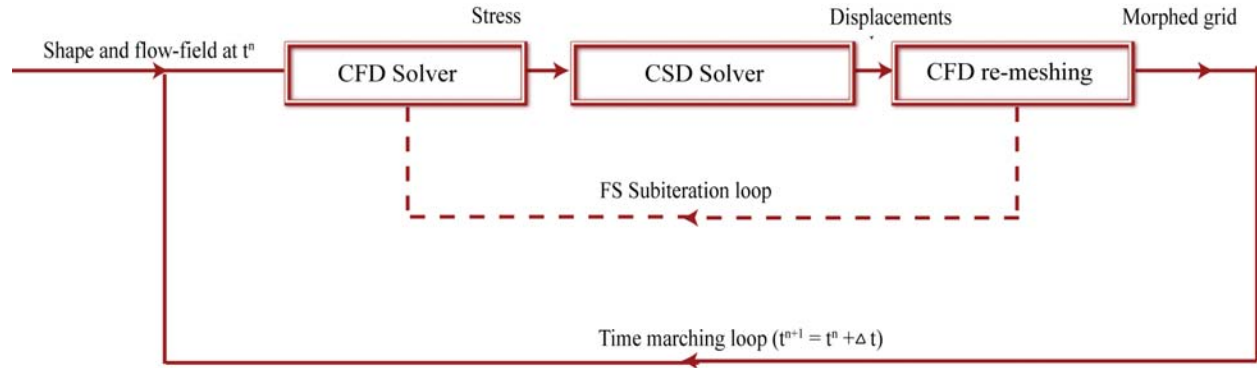 Stress
Displacements
Morphed grid
Shape and flow-field at tⁿ
CFD Solver
CSD Solver
CFD re-meshing
FS Subiteration loop
Time marching loop (tⁿ⁺¹ = tⁿ +Δ t)